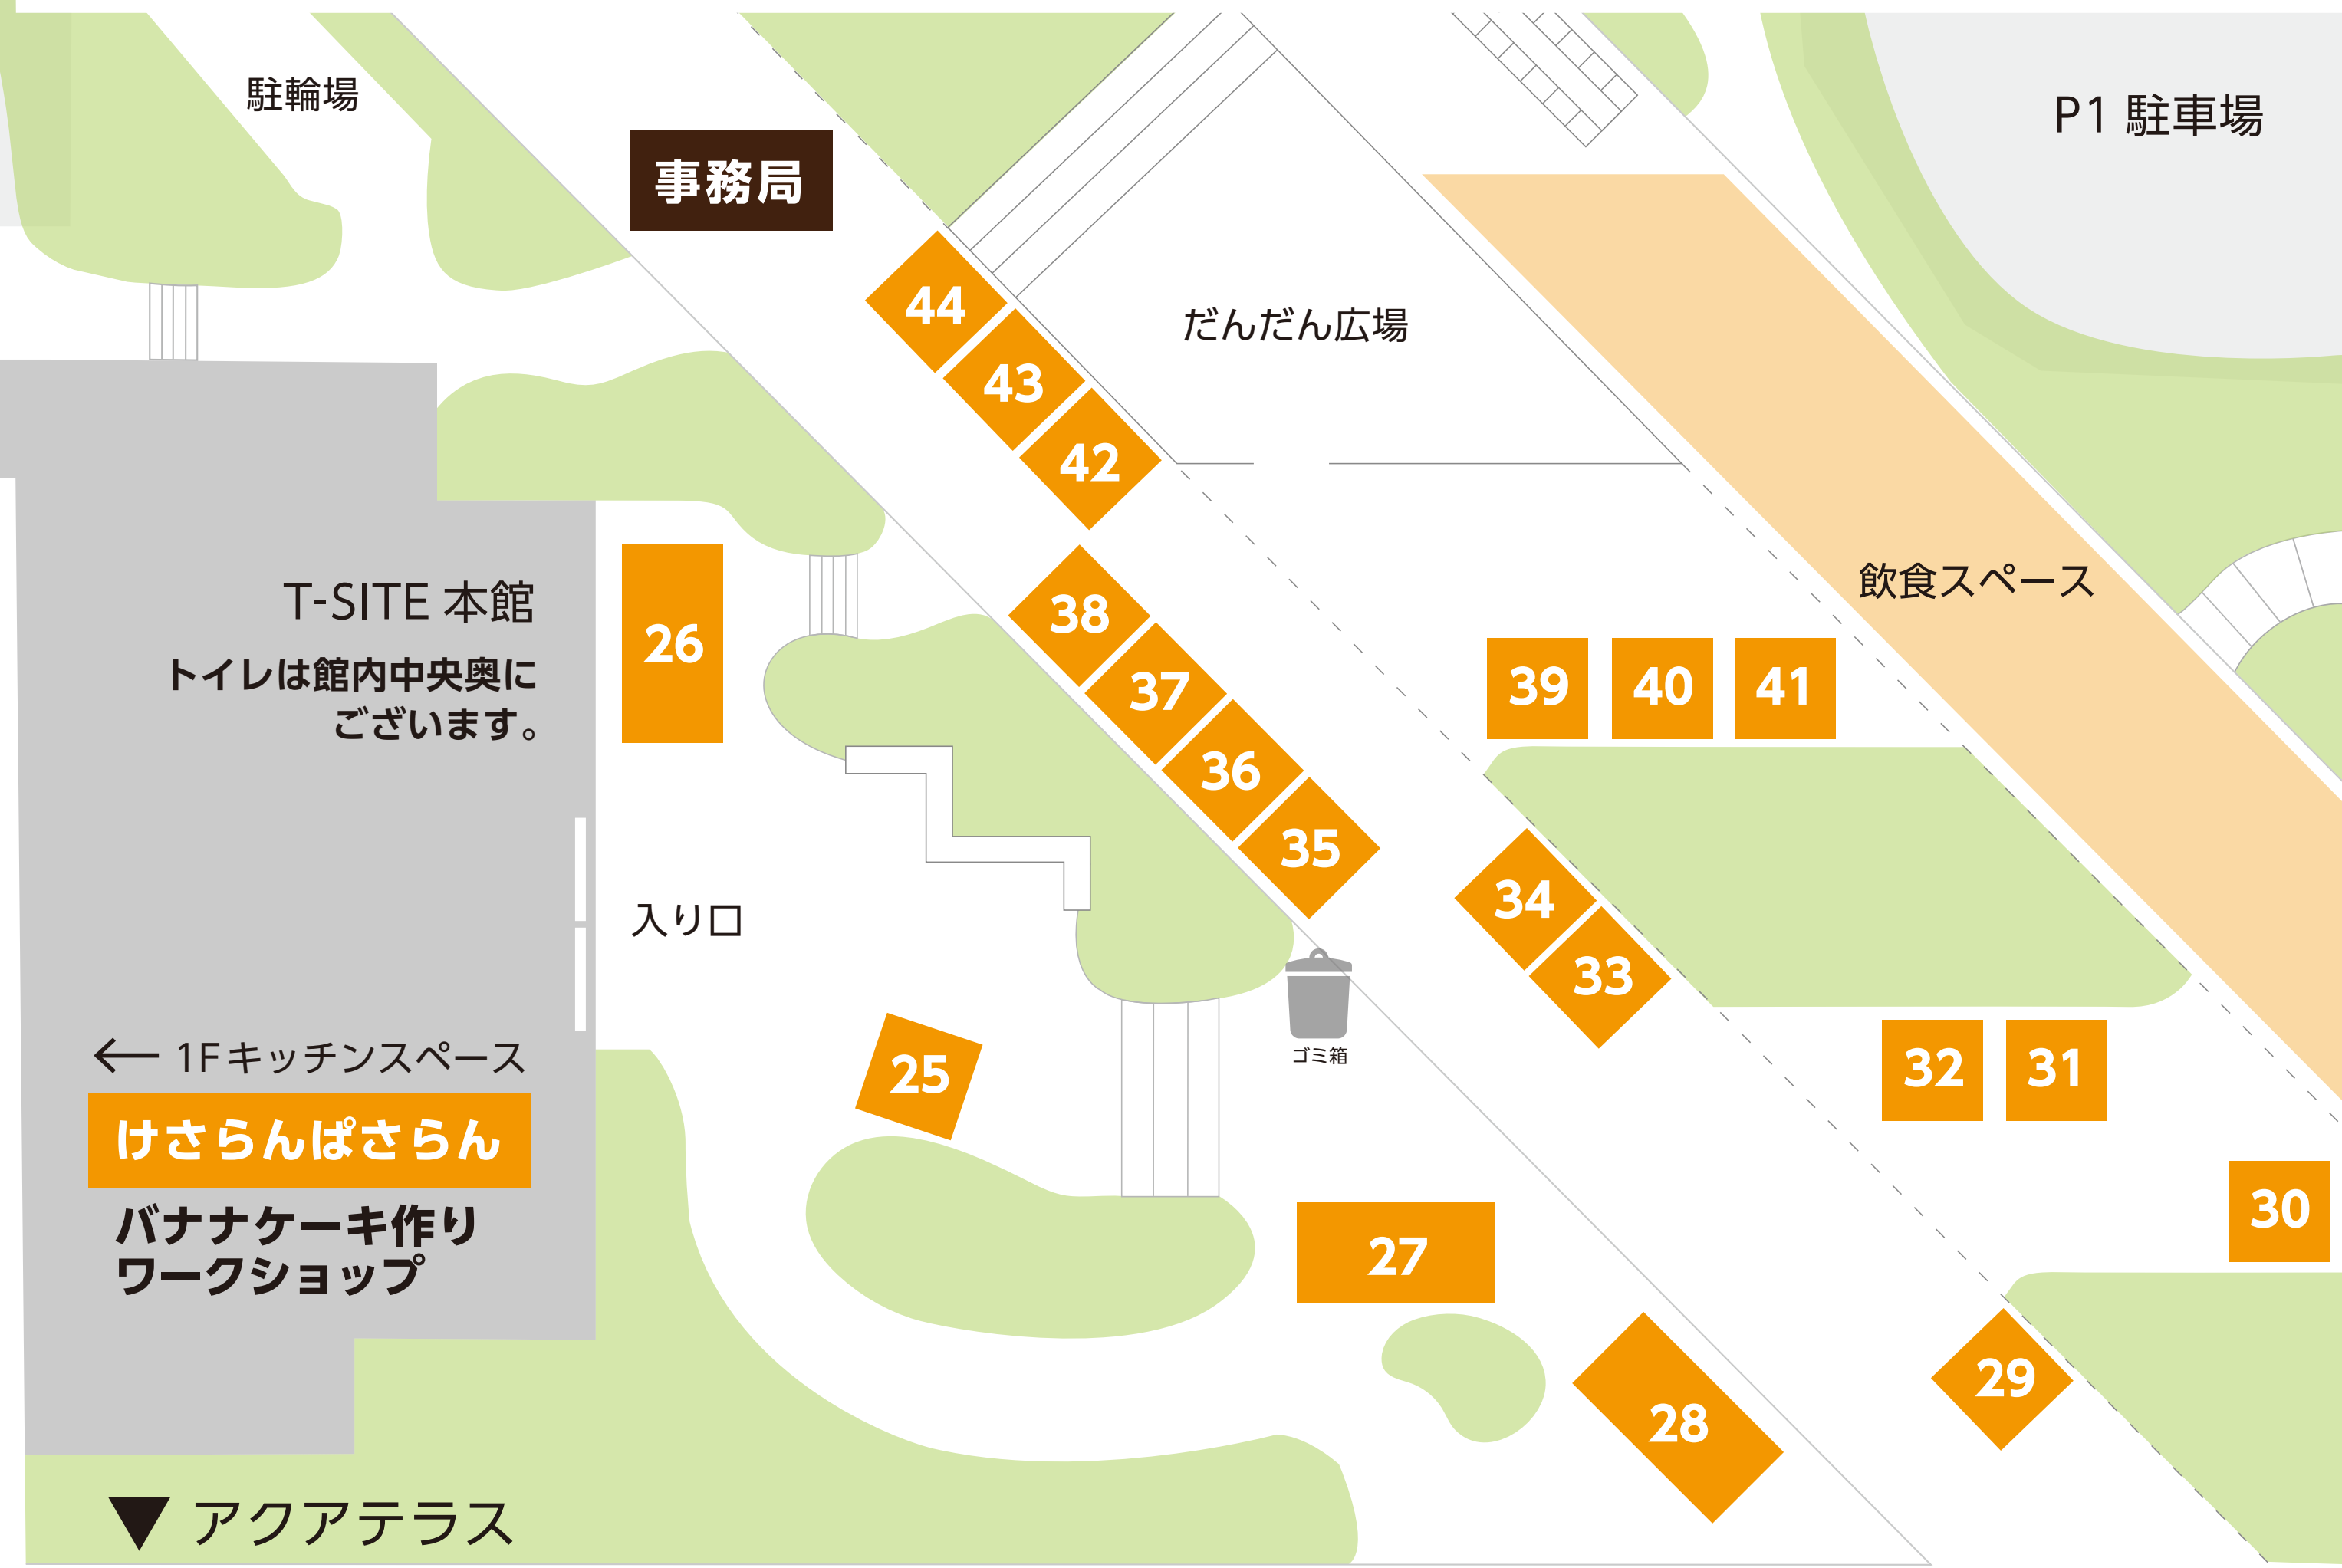 駐輪場
P1 駐車場
事務局
44
43
42
だんだん広場
飲食スペース
T-SITE 本館
トイレは館内中央奥に
ございます。
26
38
37
36
35
39
40
41
34
33
入り口
ゴミ箱
32
31
30
← 1F キッチンスペース
けさらんぱさらん
バナナケーキ作り
ワークショップ
25
27
28
29
▼ アクアテラス